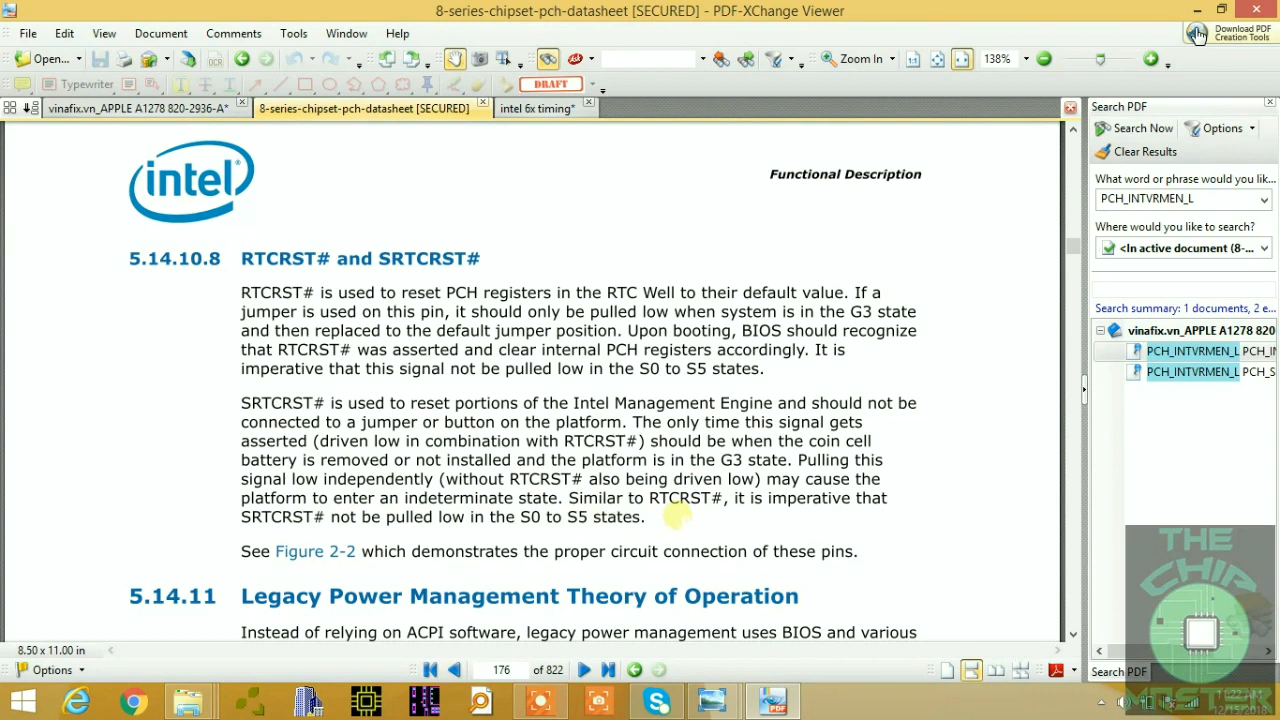 8-series-chipset-pch-datasheet [SECURED] - PDF-XChange Viewer
File Edit View Document Comments Tools Window Help
Download PDF
Creation Tools
Open...
OCR
Zoom In
138%
Typewriter
DRAFT
vinafix.vn_APPLE A1278 820-2936-A*
8-series-chipset-pch-datasheet [SECURED]
intel 6x timing*
Search PDF
Search Now
Options
Clear Results
What word or phrase would you lik...
PCH_INTVRMEN_L
Where would you like to search?
<In active document (8-...
Search summary: 1 documents, 2 e...
vinafix.vn_APPLE A1278 820
PCH_INTVRMEN_L PCH_IN
PCH_INTVRMEN_L PCH_S
intel
Functional Description
5.14.10.8 RTCRST# and SRTCRST#
RTCRST# is used to reset PCH registers in the RTC Well to their default value. If a
jumper is used on this pin, it should only be pulled low when system is in the G3 state
and then replaced to the default jumper position. Upon booting, BIOS should recognize
that RTCRST# was asserted and clear internal PCH registers accordingly. It is
imperative that this signal not be pulled low in the S0 to S5 states.
SRTCRST# is used to reset portions of the Intel Management Engine and should not be
connected to a jumper or button on the platform. The only time this signal gets
asserted (driven low in combination with RTCRST#) should be when the coin cell
battery is removed or not installed and the platform is in the G3 state. Pulling this
signal low independently (without RTCRST# also being driven low) may cause the
platform to enter an indeterminate state. Similar to RTCRST#, it is imperative that
SRTCRST# not be pulled low in the S0 to S5 states.
See Figure 2-2 which demonstrates the proper circuit connection of these pins.
5.14.11 Legacy Power Management Theory of Operation
Instead of relying on ACPI software, legacy power management uses BIOS and various
8.50 x 11.00 in
Options
176 of 822
Search PDF
THE
CHIP
MASTER
11:22 AM
12/15/2018